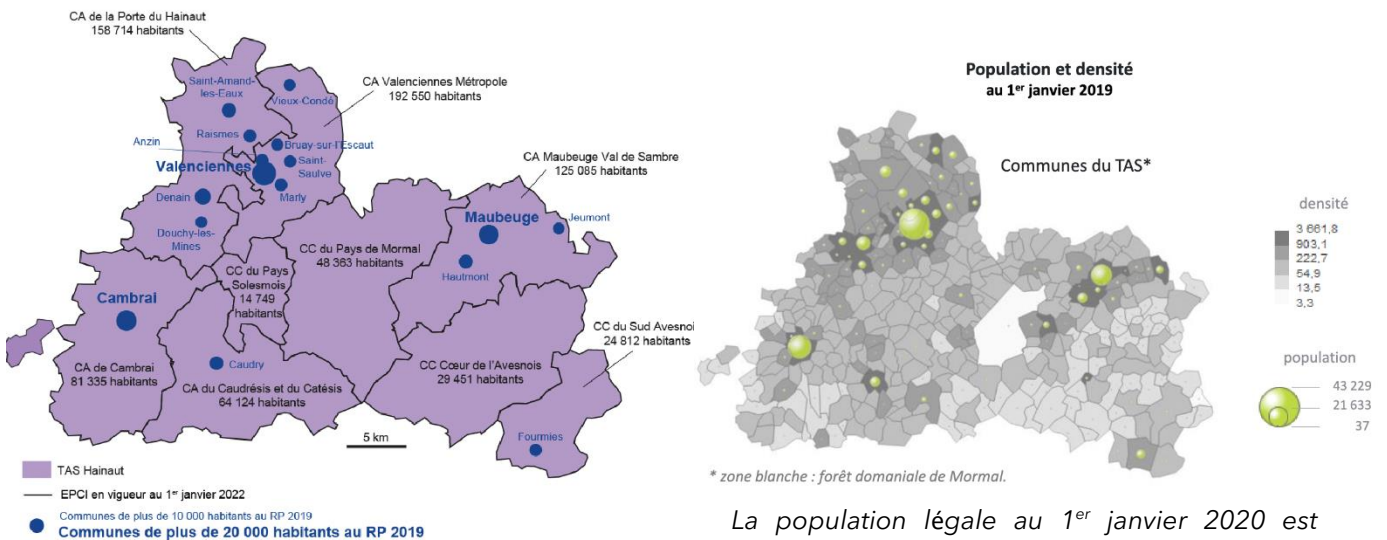 CA de la Porte du Hainaut
158 714 habitants
Saint-Amand-
les-Eaux
Vieux-Condé
CA Valenciennes Métropole
192 550 habitants
Raismes
Anzin
Bruay-sur-l'Escaut
Valenciennes
Saint-
Saulve
Marly
Denain
Douchy-les-
Mines
CA Maubeuge Val de Sambre
125 085 habitants
Maubeuge
Jeumont
Hautmont
CC du Pays de Mormal
48 363 habitants
CC du Pays
Solesmois
14 749
habitants
Cambrai
CA de Cambrai
81 335 habitants
Caudry
CA du Caudrésis et du Catésis
64 124 habitants
CC Cœur de l'Avesnois
29 451 habitants
CC du Sud Avesnoi
24 812 habitants
Fourmies
5 km
TAS Hainaut
EPCI en vigueur au 1er janvier 2022
Communes de plus de 10 000 habitants au RP 2019
Communes de plus de 20 000 habitants au RP 2019
Population et densité
au 1er janvier 2019
Communes du TAS*
densité
3 661,8
903,1
222,7
54,9
13,5
3,3
population
43 229
21 633
37
* zone blanche : forêt domaniale de Mormal.
La population légale au 1er janvier 2020 est